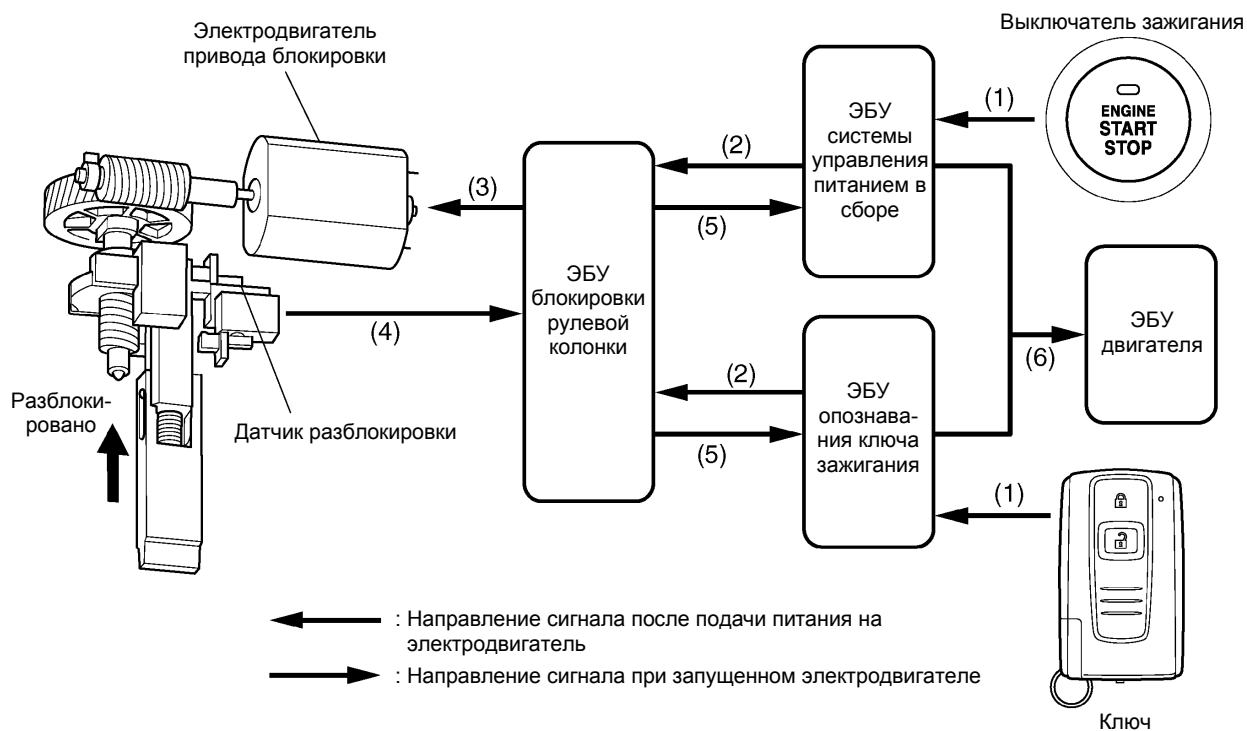 Электродвигатель
привода блокировки
Выключатель зажигания
ENGINE
START
STOP
(1)
ЭБУ
системы
управления
питанием в
сборе
(2)
(3)
(5)
ЭБУ
блокировки
рулевой
колонки
(4)
ЭБУ
двигателя
(6)
(2)
ЭБУ
опознава-
ния ключа
зажигания
(5)
(1)
Разблоки-
ровано
Датчик разблокировки
: Направление сигнала после подачи питания на
электродвигатель
: Направление сигнала при запущенном электродвигателе
Ключ